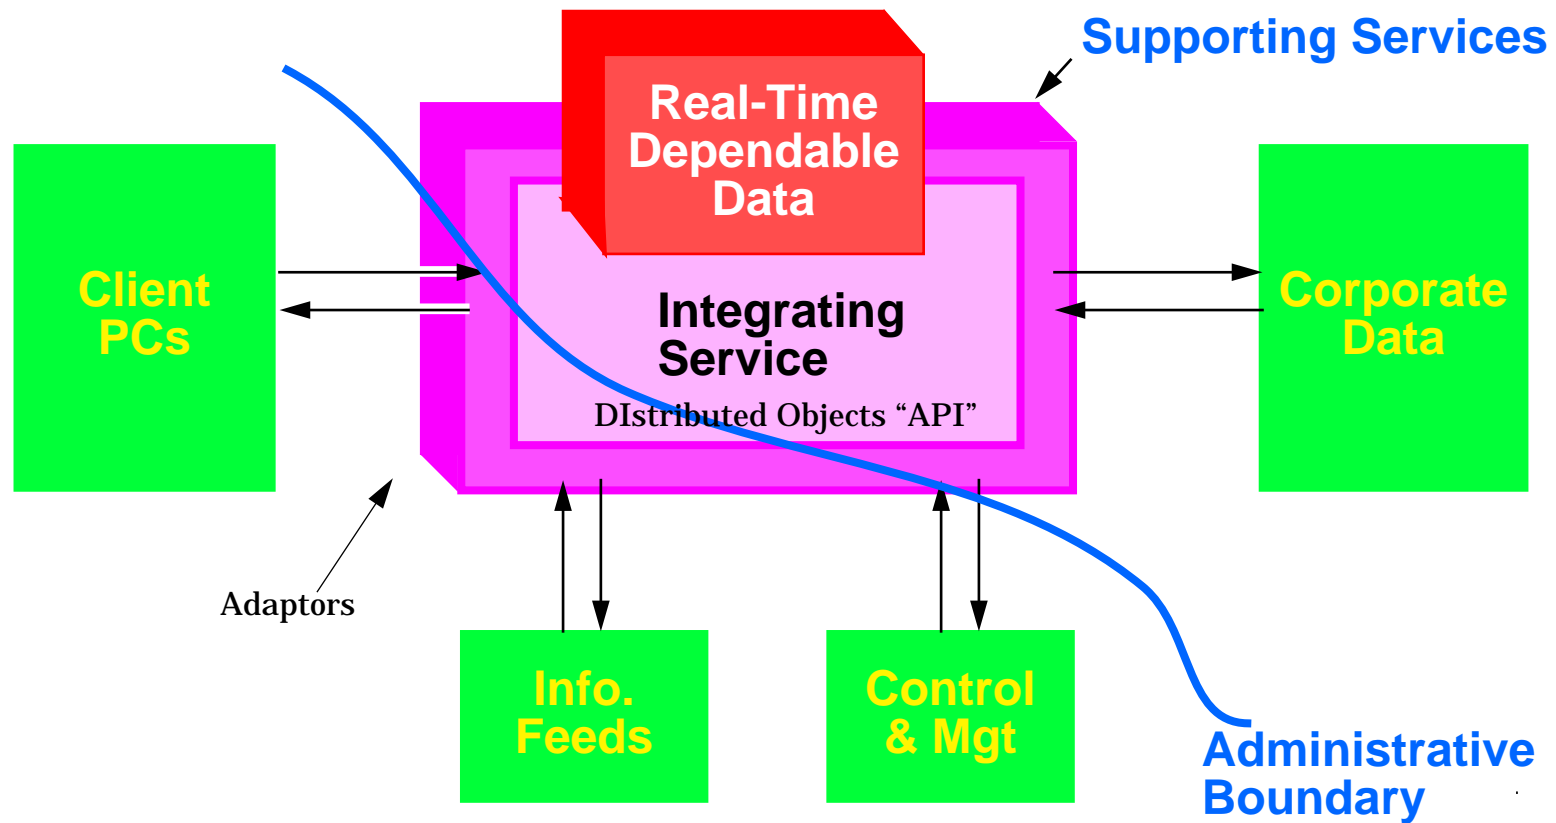 Supporting Services
Real-Time
Dependable
Data
Client
PCs
Integrating
Service
DIstributed Objects “API”
Corporate
Data
Adaptors
Info.
Feeds
Control
& Mgt
Administrative
Boundary